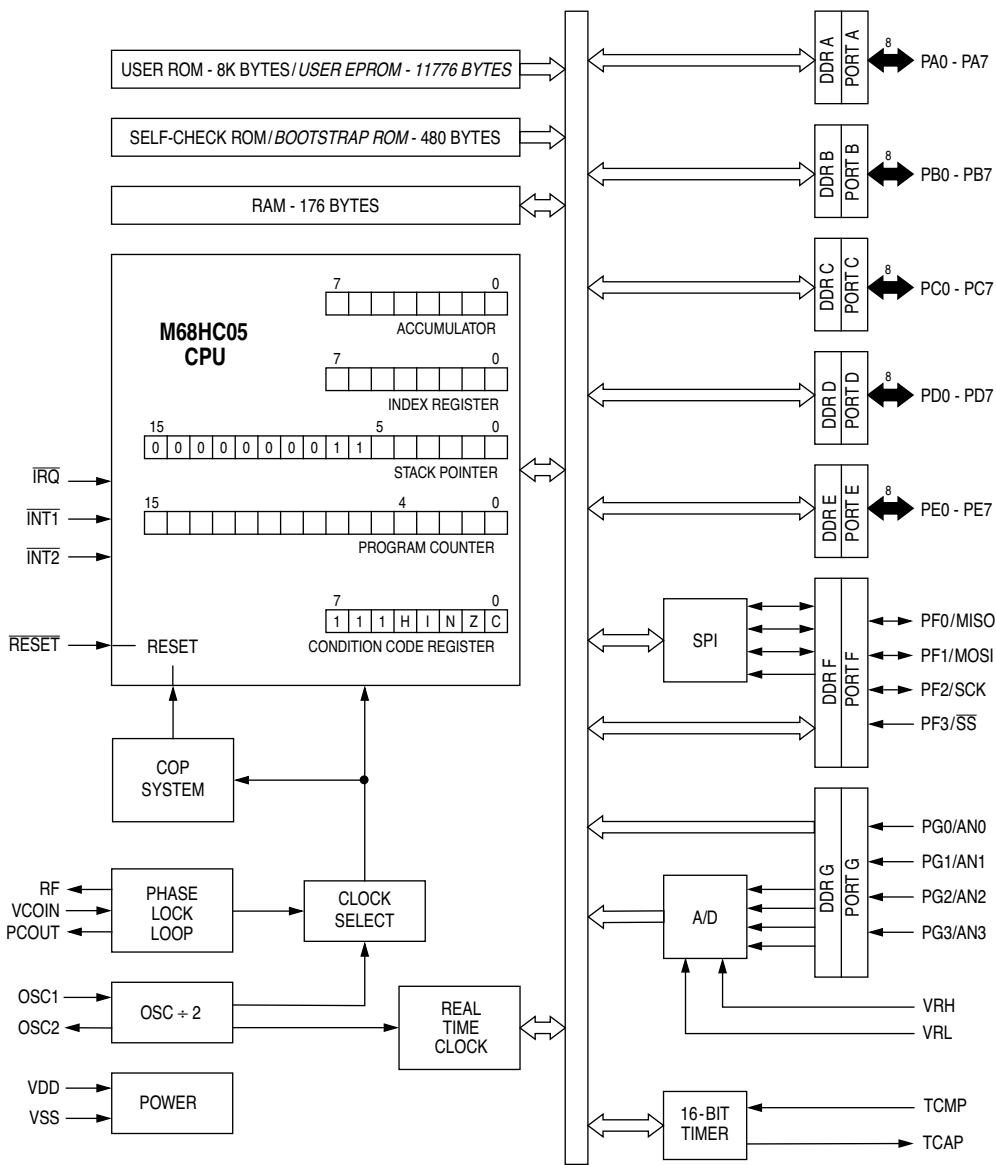 USER ROM - 8K BYTES/USER EPROM - 11776 BYTES
SELF-CHECK ROM/BOOTSTRAP ROM - 480 BYTES
RAM - 176 BYTES
M68HC05
CPU
7 0
ACCUMULATOR
7 0
INDEX REGISTER
15 5 0
0 0 0 0 0 0 0 0 1 1
STACK POINTER
15 4 0
PROGRAM COUNTER
7 0
1 1 1 H I N Z C
CONDITION CODE REGISTER
IRQ
INT1
INT2
RESET
RESET
COP
SYSTEM
RF
VCOIN
PCOUT
PHASE
LOCK
LOOP
CLOCK
SELECT
OSC1
OSC2
OSC ÷ 2
REAL
TIME
CLOCK
VDD
VSS
POWER
DDR A
PORT A
8
PA0 - PA7
DDR B
PORT B
8
PB0 - PB7
DDR C
PORT C
8
PC0 - PC7
DDR D
PORT D
8
PD0 - PD7
DDR E
PORT E
8
PE0 - PE7
SPI
DDR F
PORT F
PF0/MISO
PF1/MOSI
PF2/SCK
PF3/SS
A/D
DDR G
PORT G
PG0/AN0
PG1/AN1
PG2/AN2
PG3/AN3
VRH
VRL
16-BIT
TIMER
TCMP
TCAP